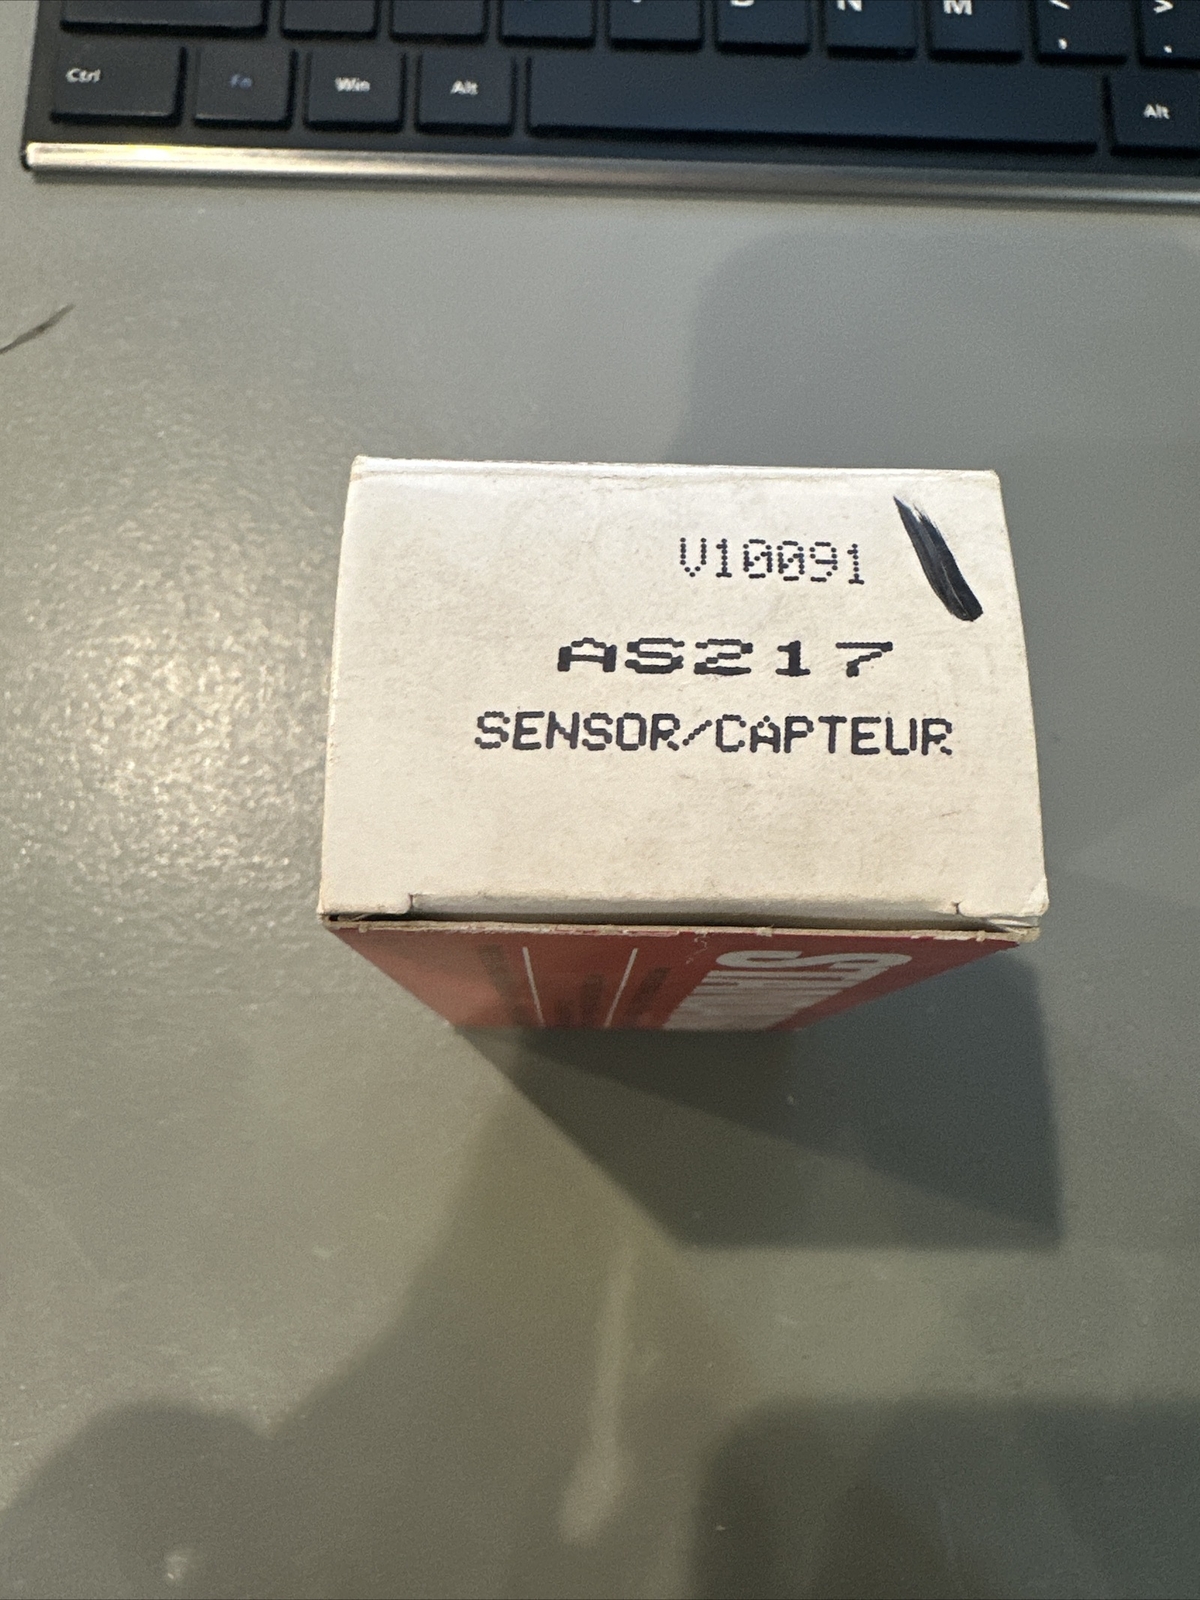 B N M <
, >
.
Ctrl Fn Win Alt Alt
V10091
AS217
SENSOR/CAPTEUR